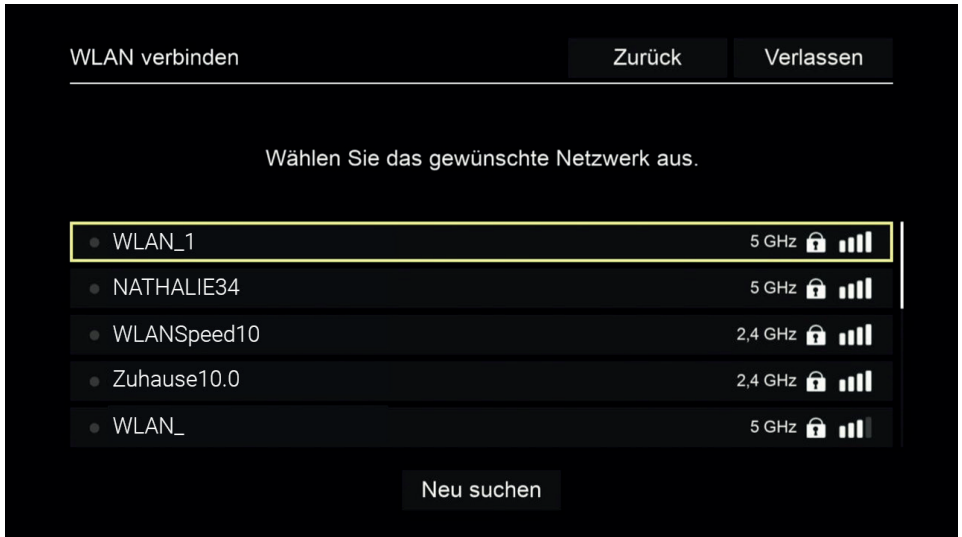 WLAN verbinden Zurück Verlassen
Wählen Sie das gewünschte Netzwerk aus.
WLAN_1 5 GHz
NATHALIE34 5 GHz
WLANSpeed10 2,4 GHz
Zuhause10.0 2,4 GHz
WLAN_ 5 GHz
Neu suchen